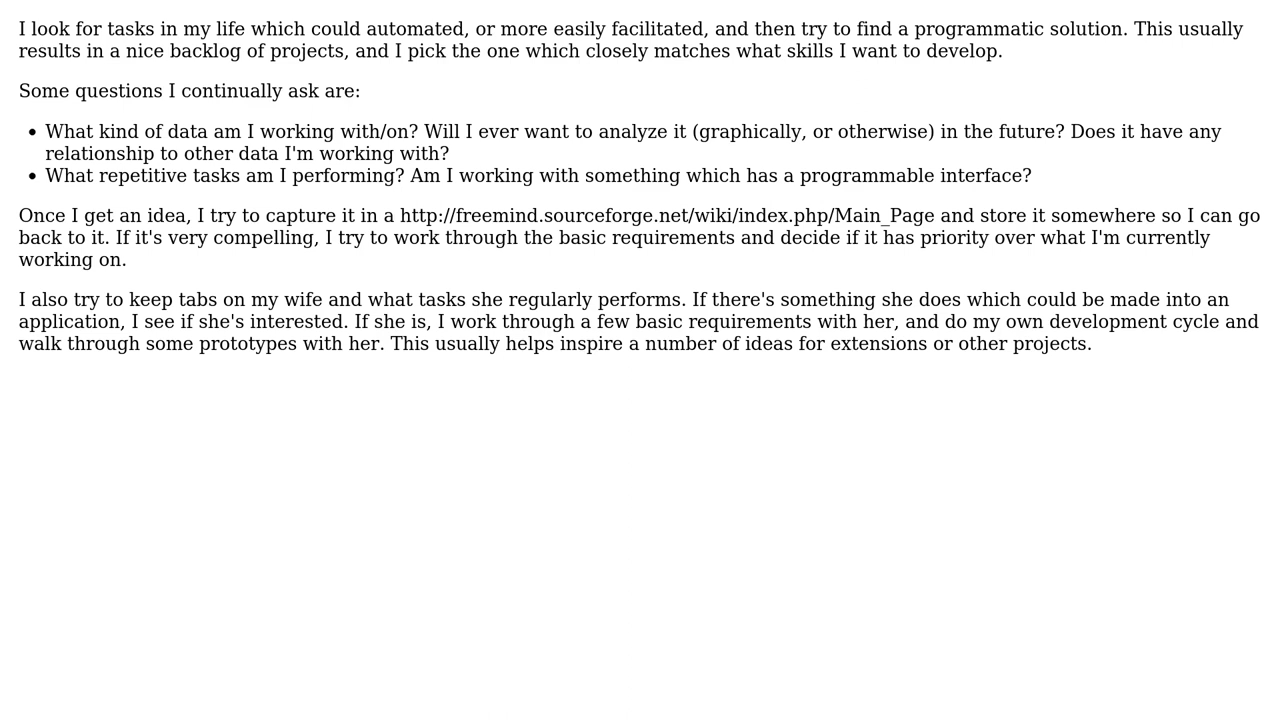 I look for tasks in my life which could automated, or more easily facilitated, and then try to find a programmatic solution. This usually
results in a nice backlog of projects, and I pick the one which closely matches what skills I want to develop.
Some questions I continually ask are:
• What kind of data am I working with/on? Will I ever want to analyze it (graphically, or otherwise) in the future? Does it have any
relationship to other data I'm working with?
• What repetitive tasks am I performing? Am I working with something which has a programmable interface?
Once I get an idea, I try to capture it in a http://freemind.sourceforge.net/wiki/index.php/Main_Page and store it somewhere so I can go
back to it. If it's very compelling, I try to work through the basic requirements and decide if it has priority over what I'm currently
working on.
I also try to keep tabs on my wife and what tasks she regularly performs. If there's something she does which could be made into an
application, I see if she's interested. If she is, I work through a few basic requirements with her, and do my own development cycle and
walk through some prototypes with her. This usually helps inspire a number of ideas for extensions or other projects.